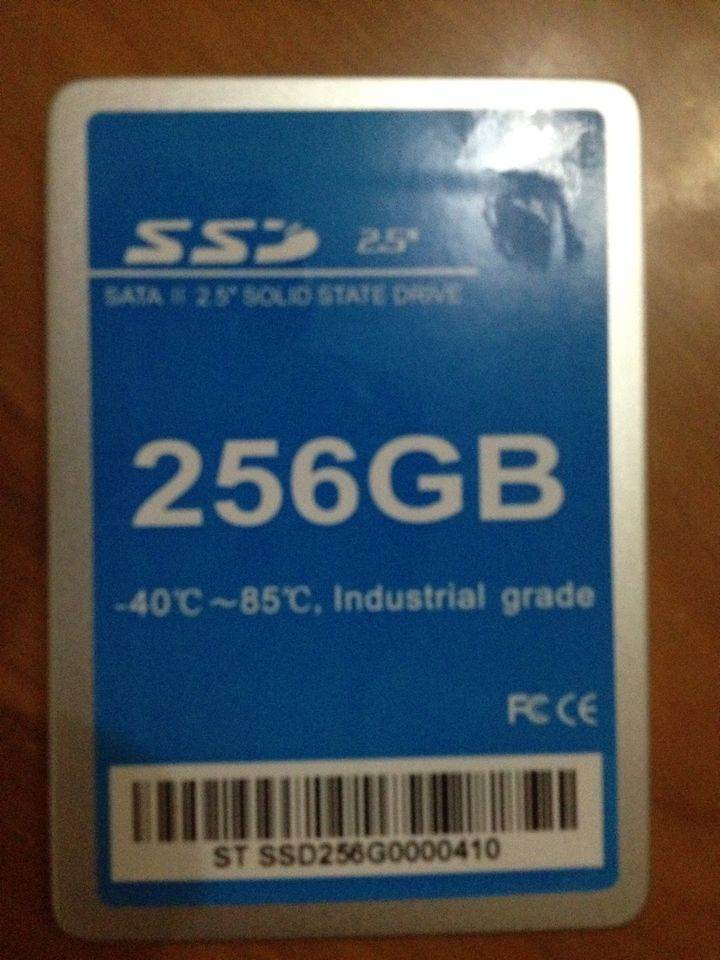 SSD 2.5"
SATA II 2.5" SOLID STATE DRIVE
256GB
-40℃~85℃, Industrial grade
FC CE
ST SSD256G0000410